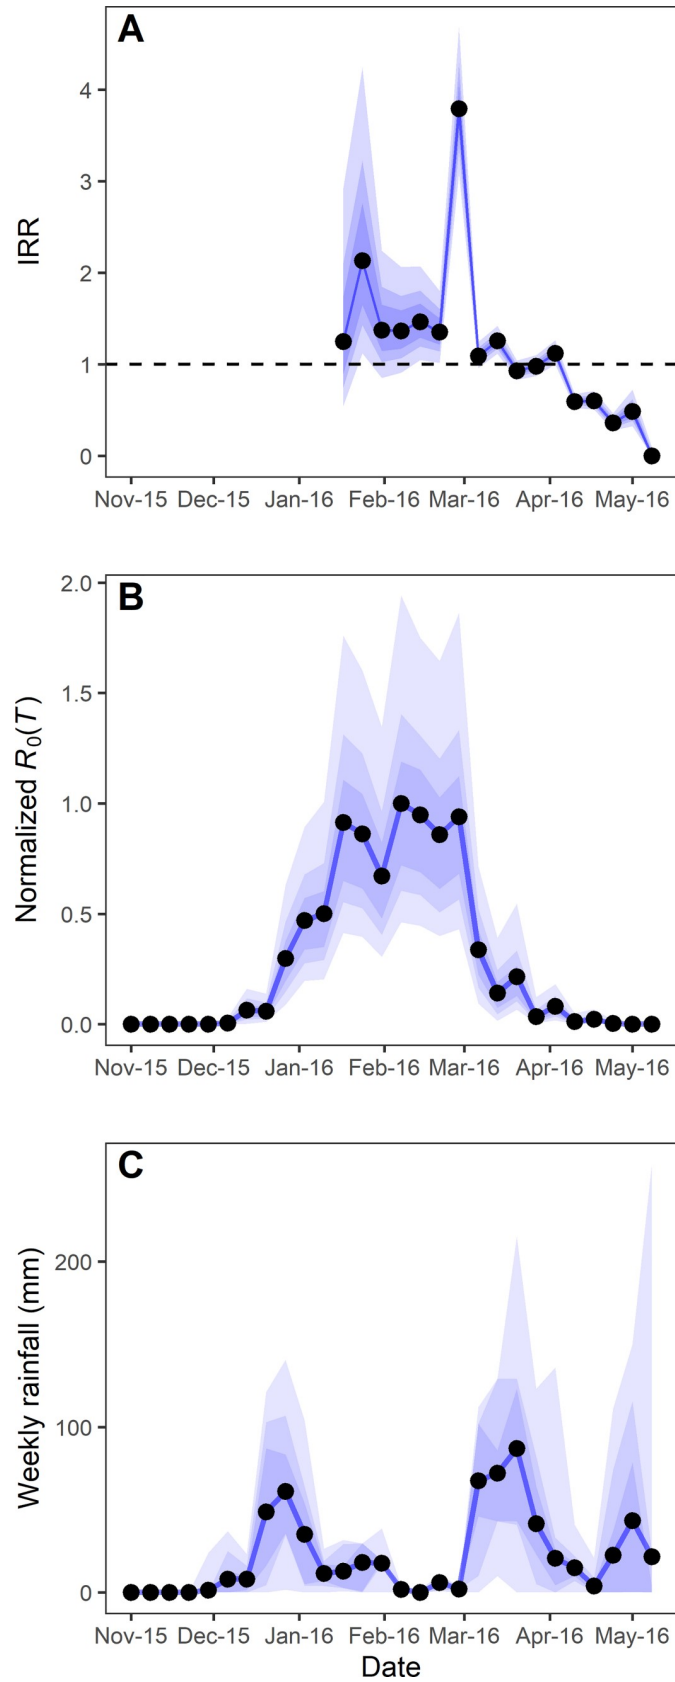 A
4
3
2
1
0
IRR
Nov-15 Dec-15 Jan-16 Feb-16 Mar-16 Apr-16 May-16
B
2.0
1.5
1.0
0.5
0.0
Normalized R₀(T)
Nov-15 Dec-15 Jan-16 Feb-16 Mar-16 Apr-16 May-16
C
200
100
0
Weekly rainfall (mm)
Nov-15 Dec-15 Jan-16 Feb-16 Mar-16 Apr-16 May-16
Date